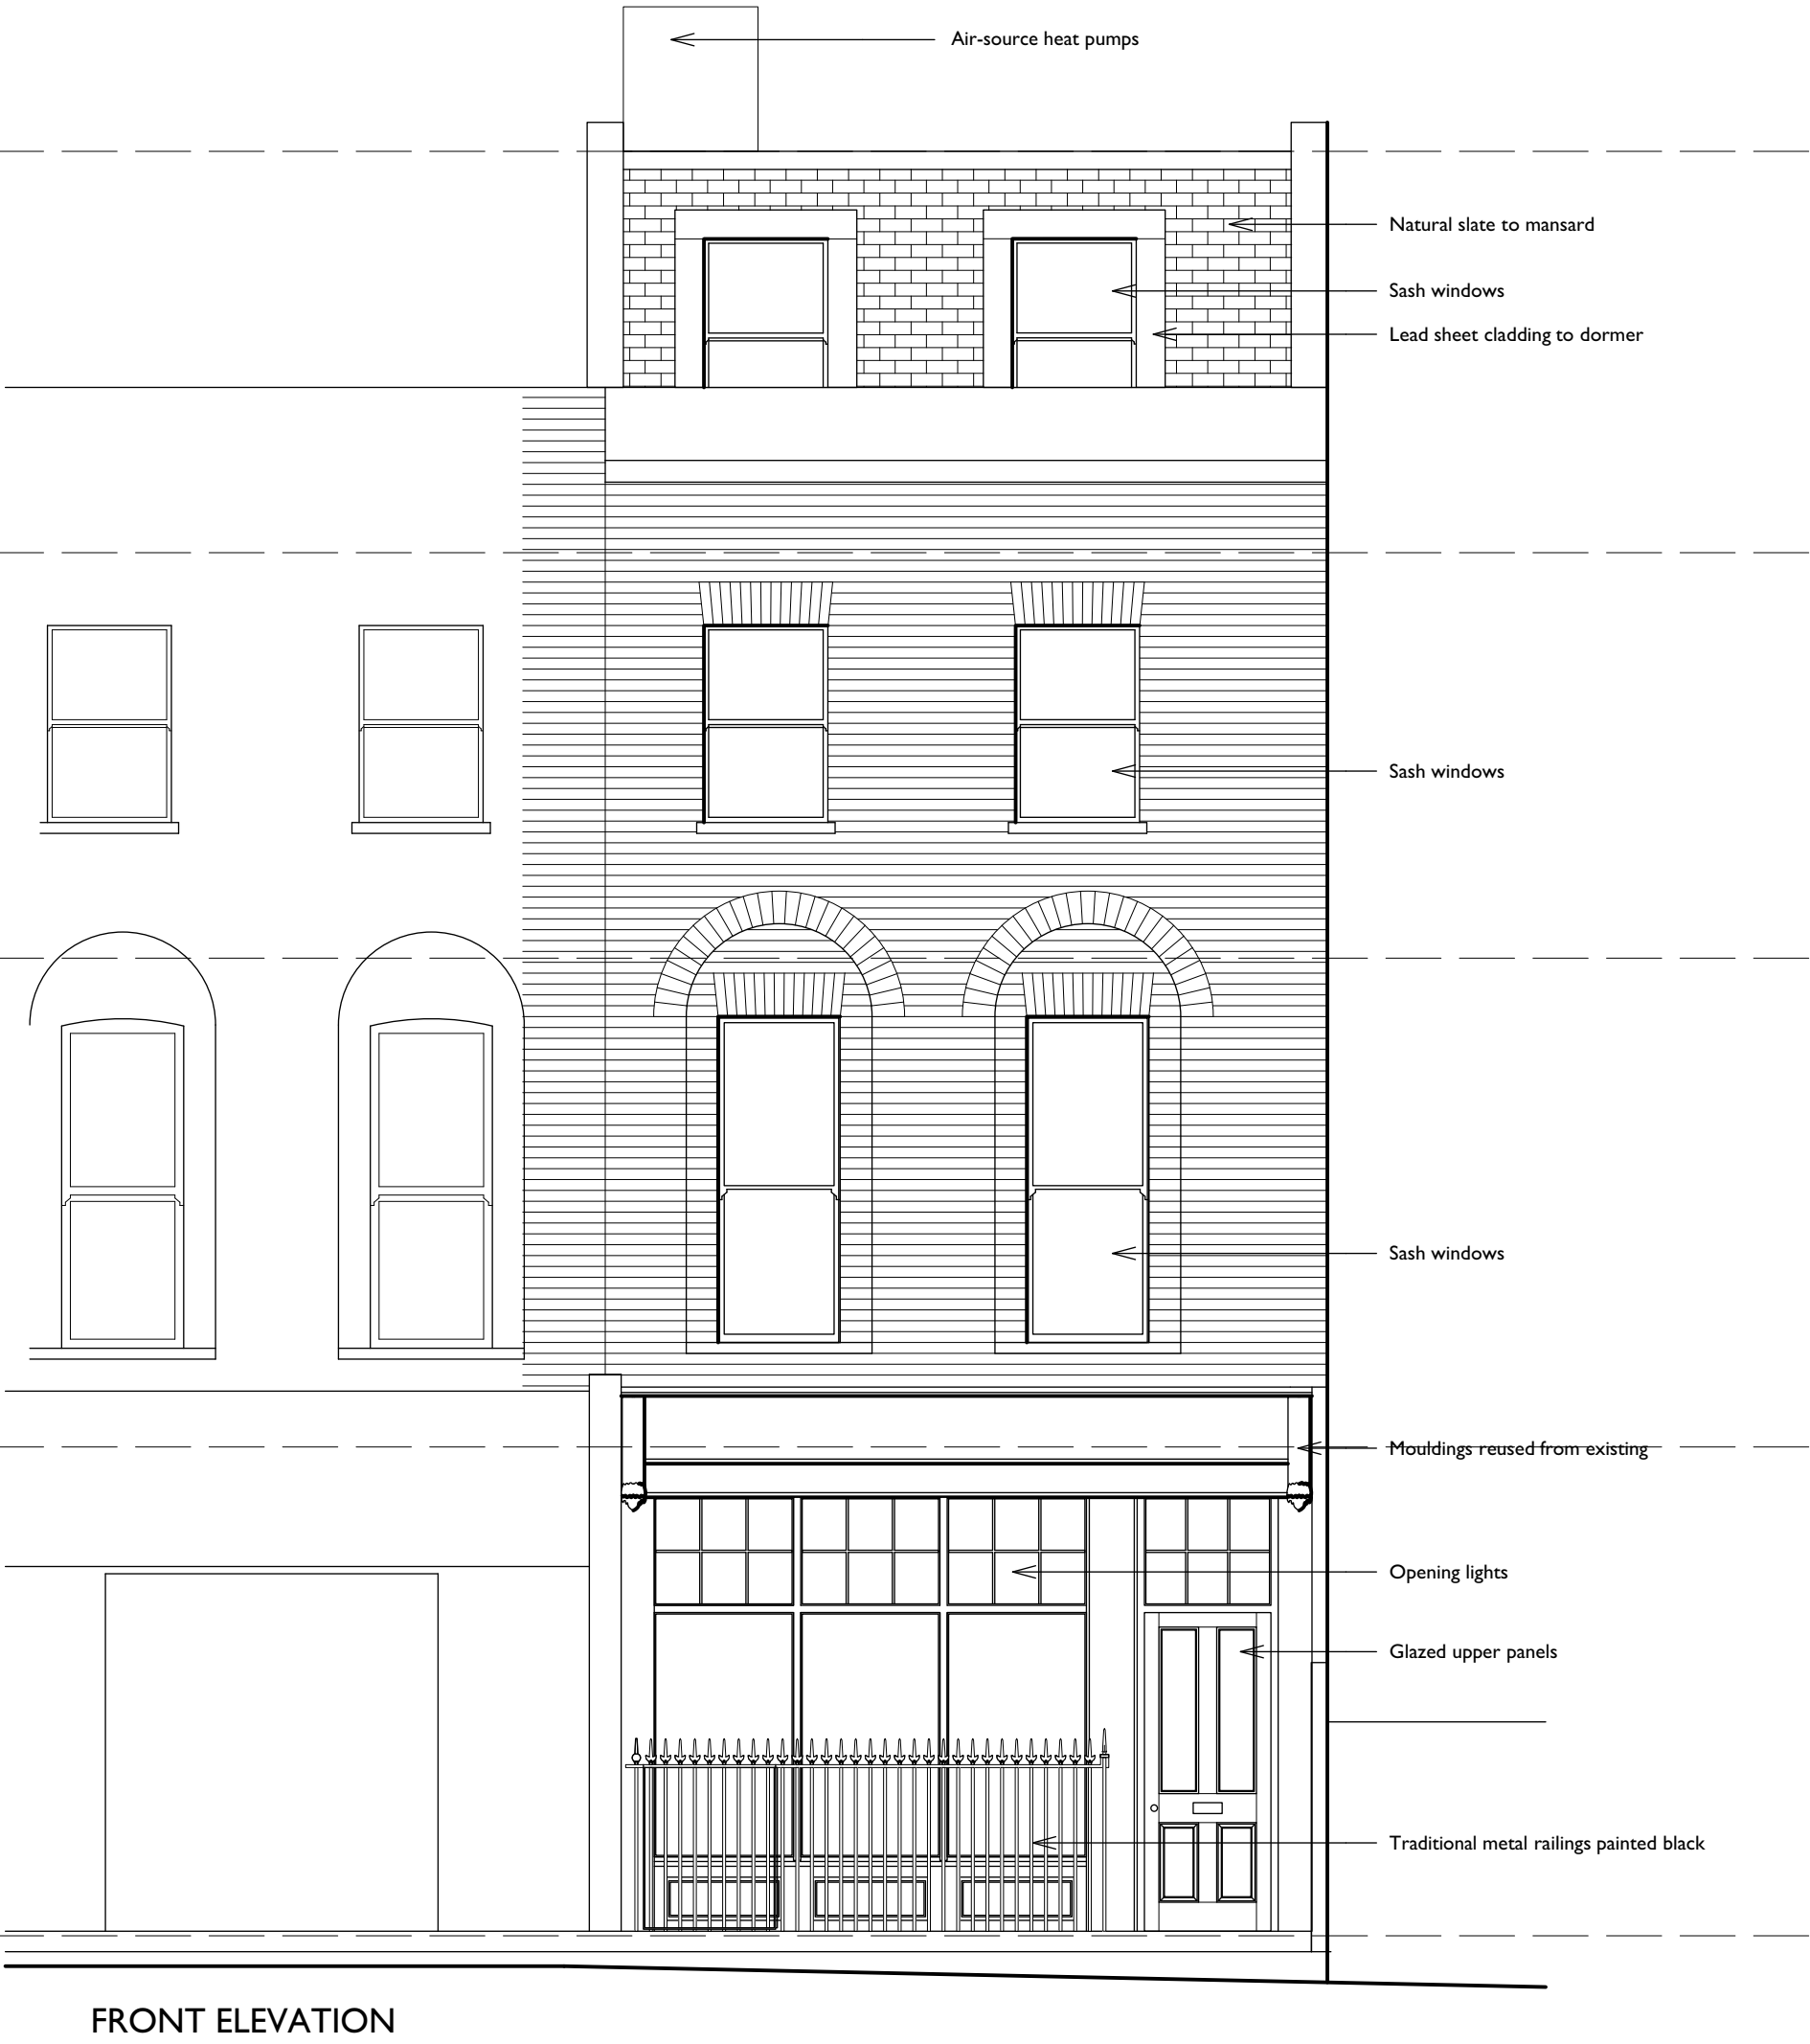 Air-source heat pumps
Natural slate to mansard
Sash windows
Lead sheet cladding to dormer
Sash windows
Sash windows
Mouldings reused from existing
Opening lights
Glazed upper panels
Traditional metal railings painted black
FRONT ELEVATION